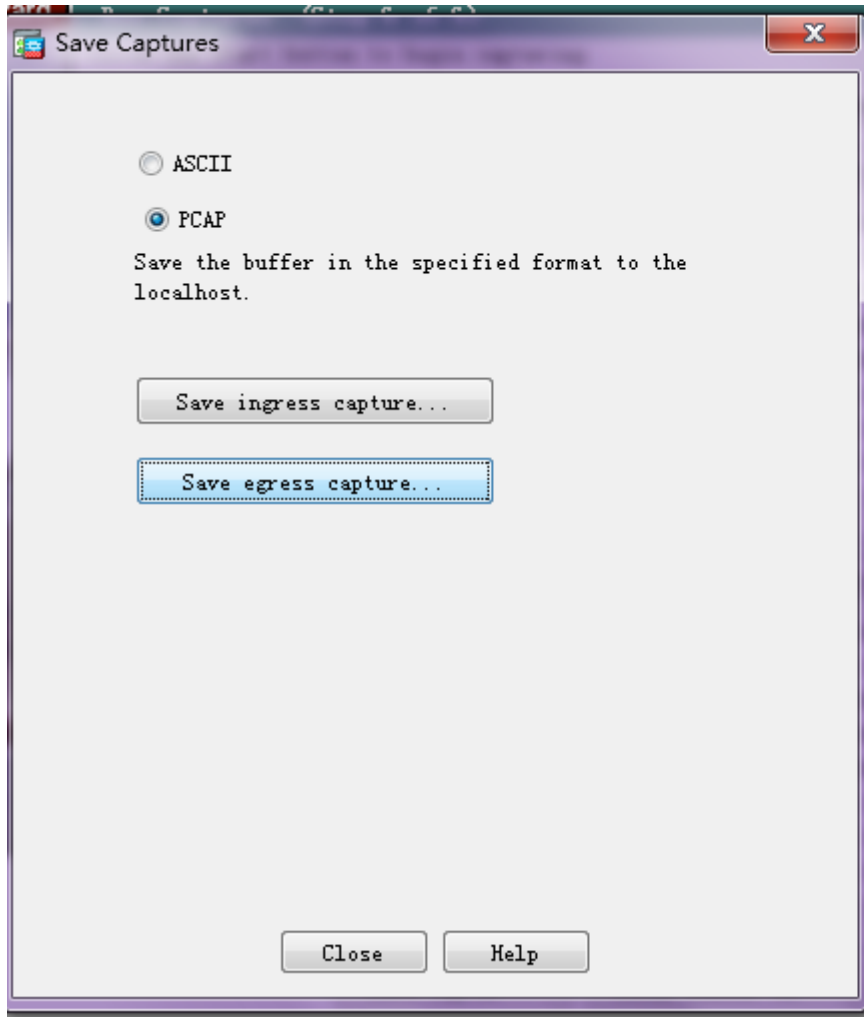 Save Captures
ASCII
PCAP
Save the buffer in the specified format to the
localhost.
Save ingress capture...
Save egress capture...
Close
Help